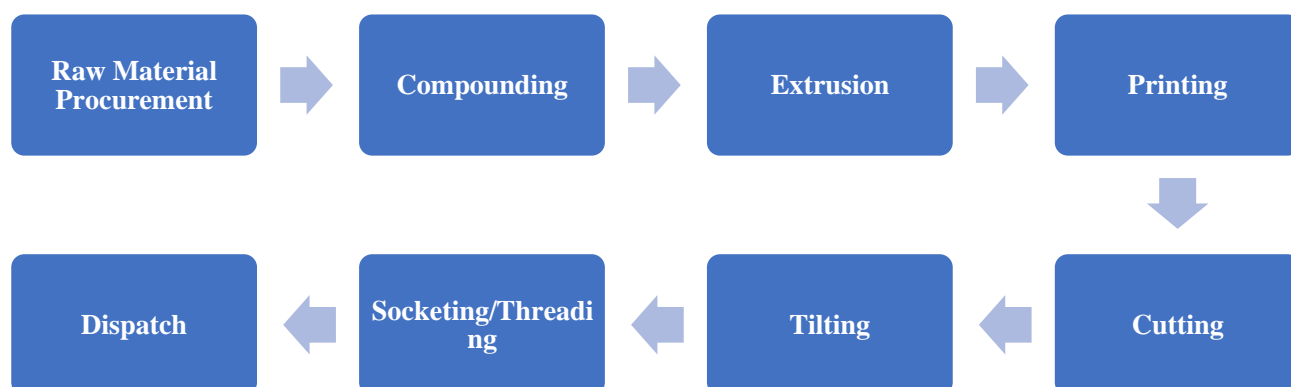 Raw Material
Procurement
Compounding
Extrusion
Printing
Cutting
Tilting
Socketing/Threadi
ng
Dispatch